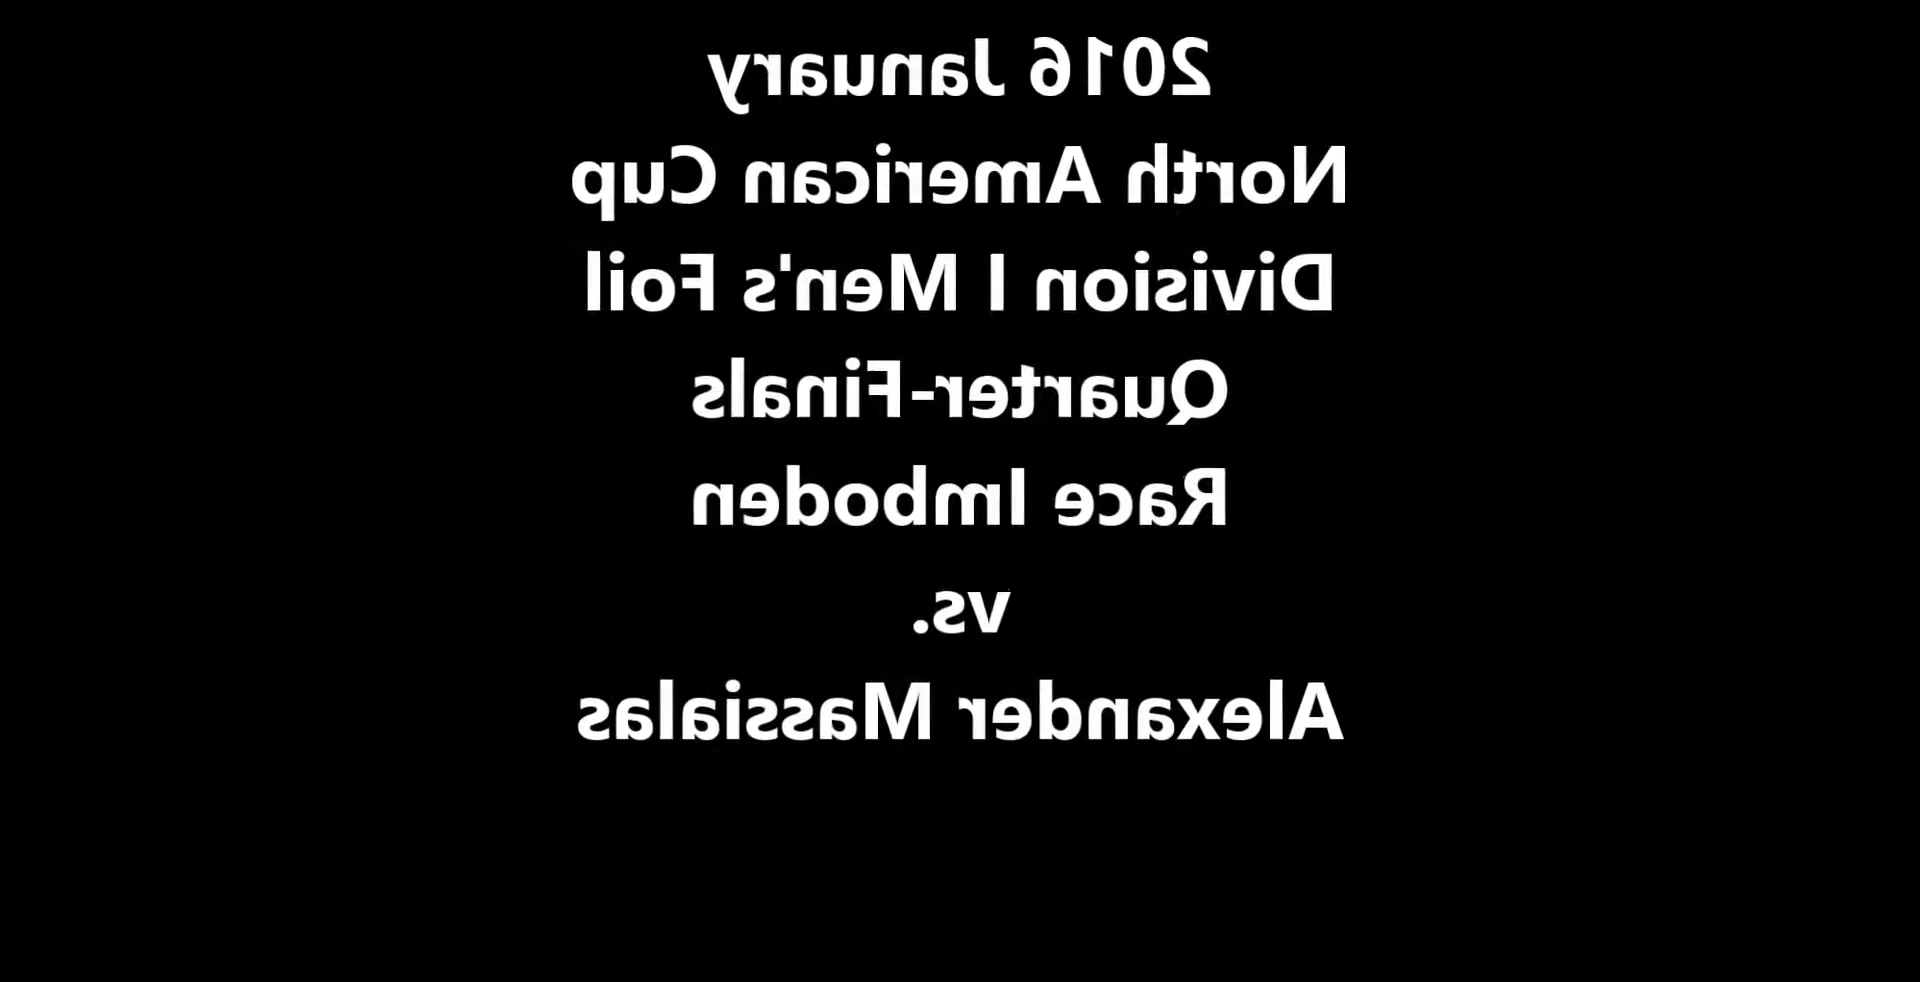 2016 January
North American Cup
Division I Men's Foil
Quarter-Finals
Race Imboden
vs.
Alexander Massialas